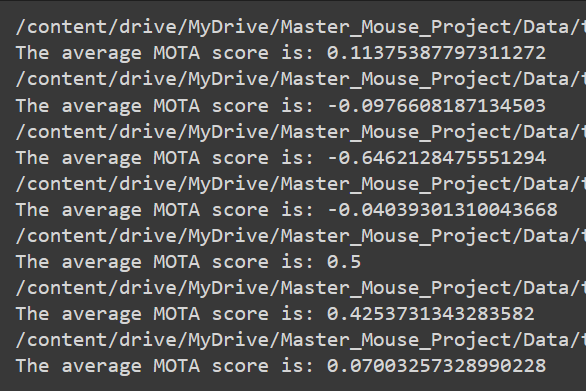 /content/drive/MyDrive/Master_Mouse_Project/Data/t
The average MOTA score is: 0.11375387797311272
/content/drive/MyDrive/Master_Mouse_Project/Data/t
The average MOTA score is: -0.0976608187134503
/content/drive/MyDrive/Master_Mouse_Project/Data/t
The average MOTA score is: -0.6462128475551294
/content/drive/MyDrive/Master_Mouse_Project/Data/t
The average MOTA score is: -0.04039301310043668
/content/drive/MyDrive/Master_Mouse_Project/Data/t
The average MOTA score is: 0.5
/content/drive/MyDrive/Master_Mouse_Project/Data/t
The average MOTA score is: 0.4253731343283582
/content/drive/MyDrive/Master_Mouse_Project/Data/t
The average MOTA score is: 0.07003257328990228